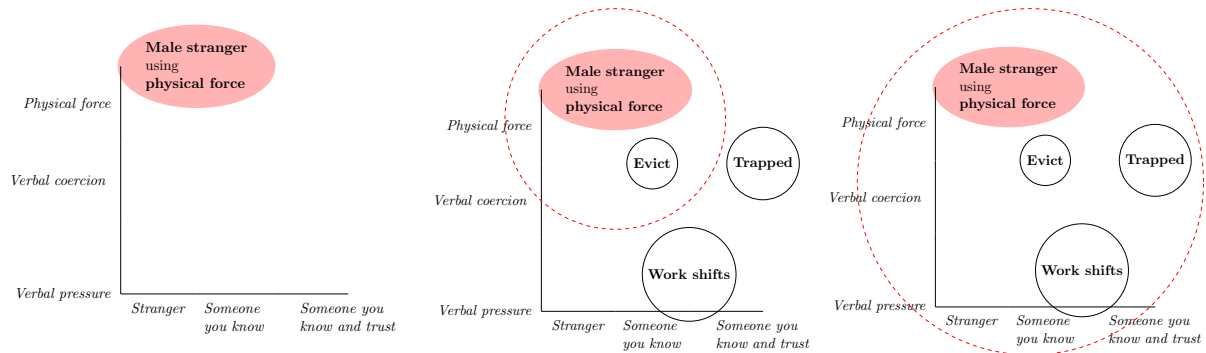 Male stranger
using
physical force
Physical force
Verbal coercion
Verbal pressure
Stranger
Someone
you know
Someone you
know and trust
Male stranger
using
physical force
Physical force
Evict
Trapped
Verbal coercion
Work shifts
Verbal pressure
Stranger
Someone
you know
Someone you
know and trust
Male stranger
using
physical force
Physical force
Evict
Trapped
Verbal coercion
Work shifts
Verbal pressure
Stranger
Someone
you know
Someone you
know and trust